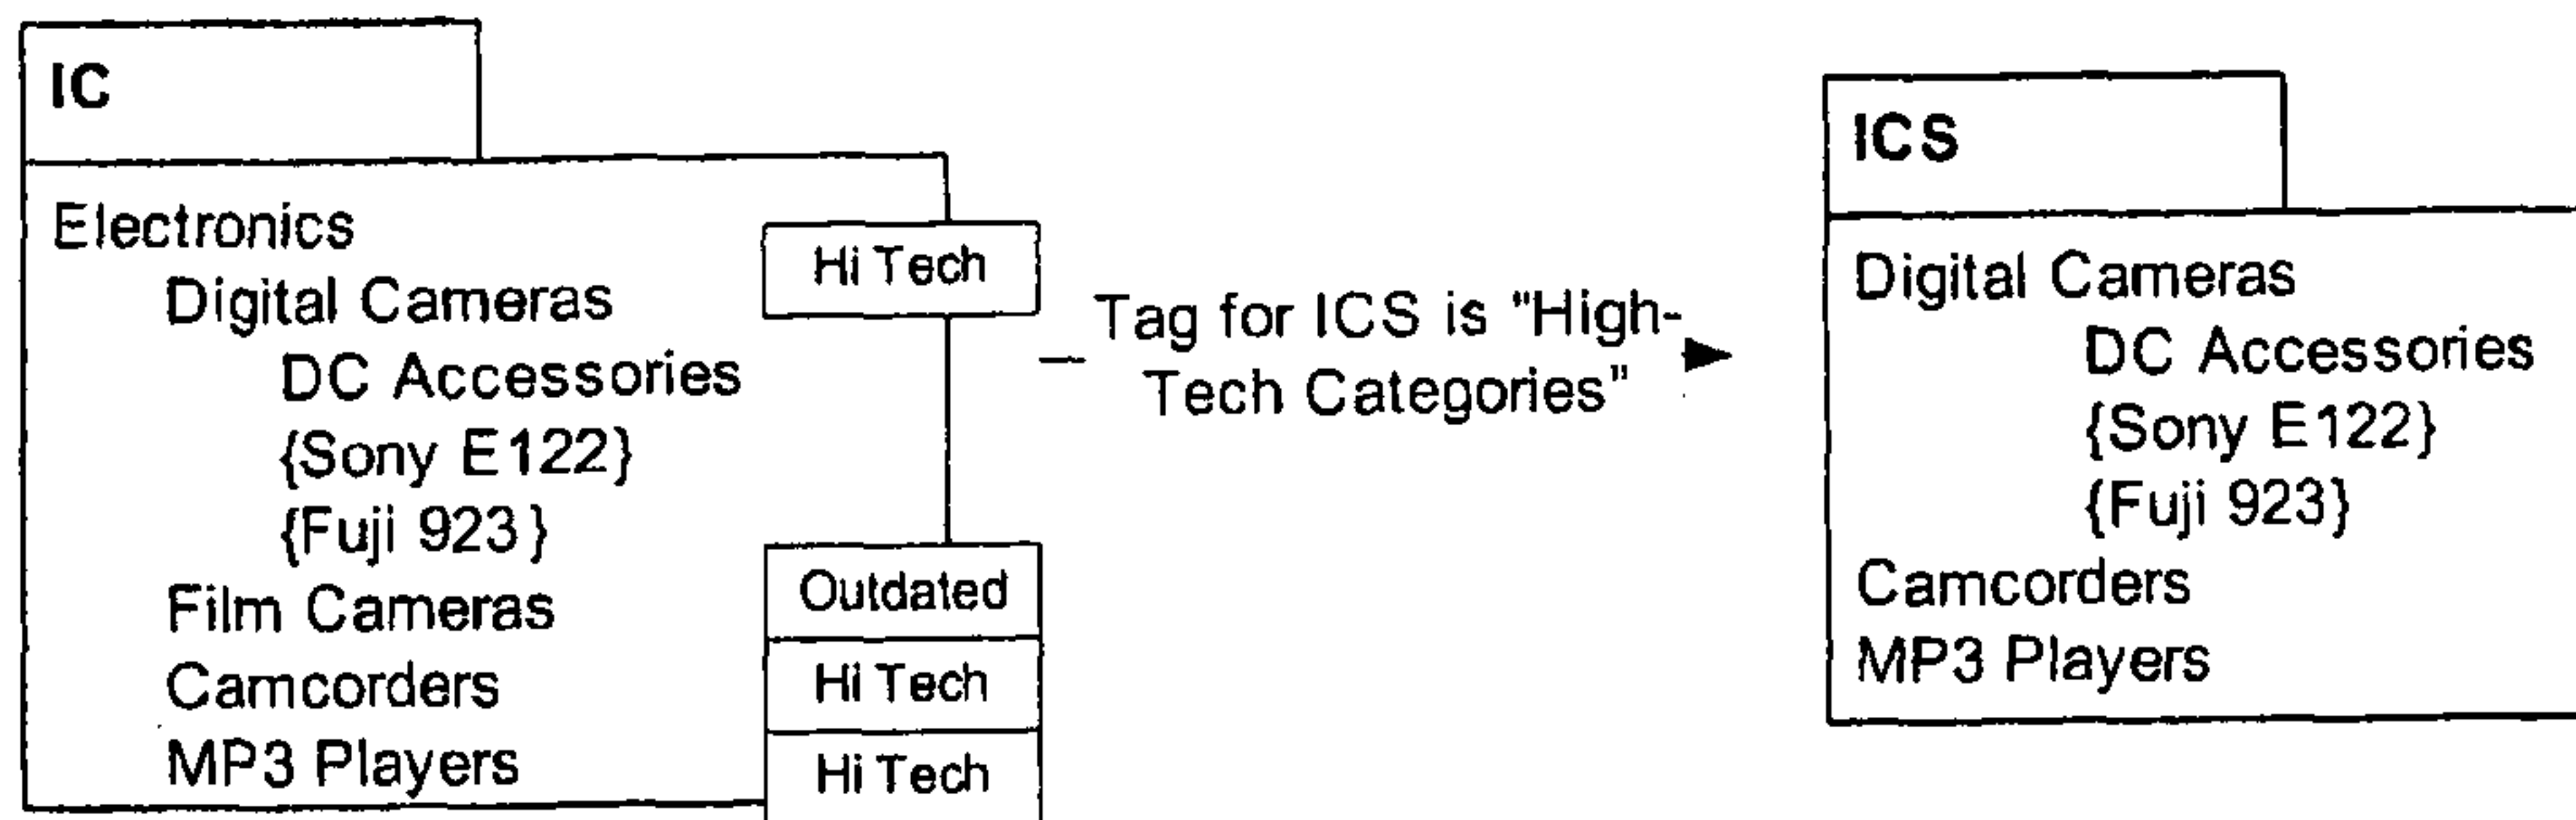 IC
Electronics
Digital Cameras
DC Accessories
{Sony E122}
{Fuji 923}
Film Cameras
Camcorders
MP3 Players
Hi Tech
Outdated
Hi Tech
Hi Tech
Tag for ICS is "High-
Tech Categories"
ICS
Digital Cameras
DC Accessories
{Sony E122}
{Fuji 923}
Camcorders
MP3 Players